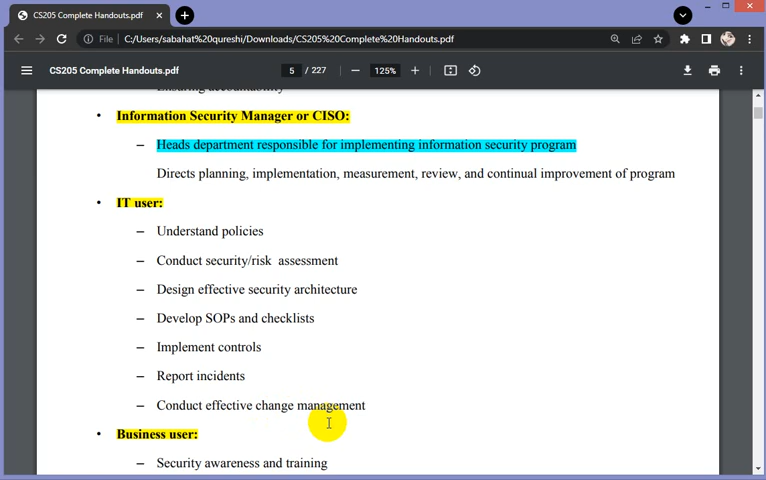 CS205 Complete Handouts.pdf
File
C:/Users/sabahat%20qureshi/Downloads/CS205%20Complete%20Handouts.pdf
CS205 Complete Handouts.pdf
5 / 227
125%
Ensuring accountability
• Information Security Manager or CISO:
– Heads department responsible for implementing information security program
Directs planning, implementation, measurement, review, and continual improvement of program
• IT user:
– Understand policies
– Conduct security/risk assessment
– Design effective security architecture
– Develop SOPs and checklists
– Implement controls
– Report incidents
– Conduct effective change management
• Business user:
– Security awareness and training